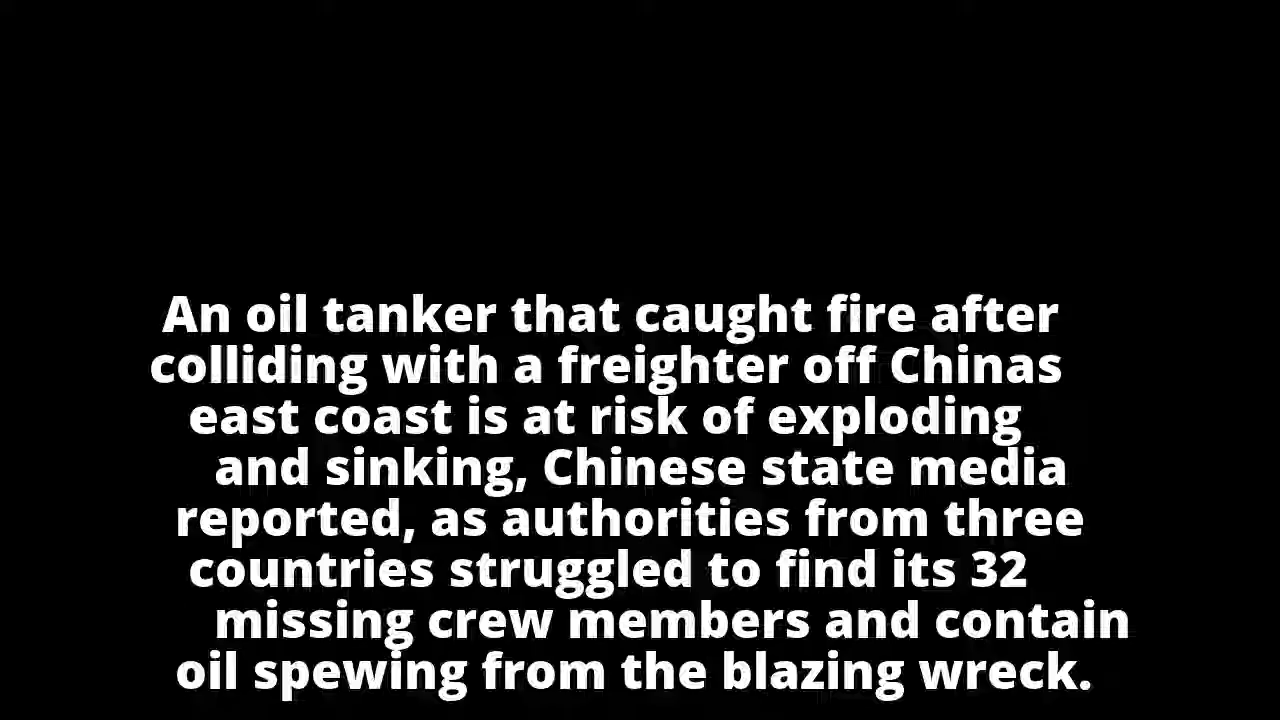 An oil tanker that caught fire after
colliding with a freighter off Chinas
east coast is at risk of exploding
and sinking, Chinese state media
reported, as authorities from three
countries struggled to find its 32
missing crew members and contain
oil spewing from the blazing wreck.